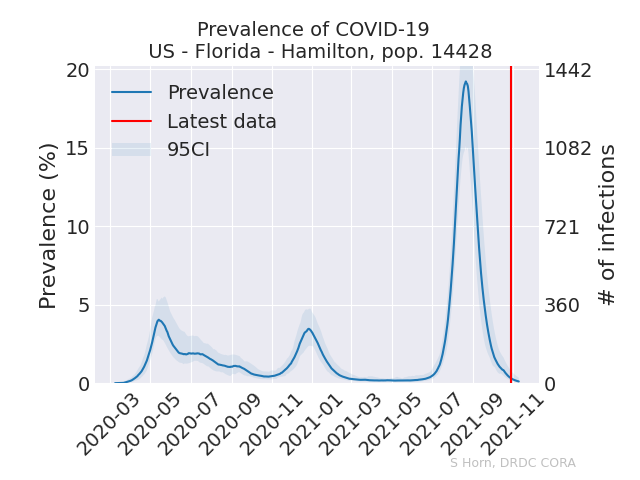 Prevalence of COVID-19
US - Florida - Hamilton, pop. 14428
Prevalence
Latest data
95CI
Prevalence (%)
20
15
10
5
0
# of infections
1442
1082
721
360
0
2020-03
2020-05
2020-07
2020-09
2020-11
2021-01
2021-03
2021-05
2021-07
2021-09
2021-11
S Horn, DRDC CORA